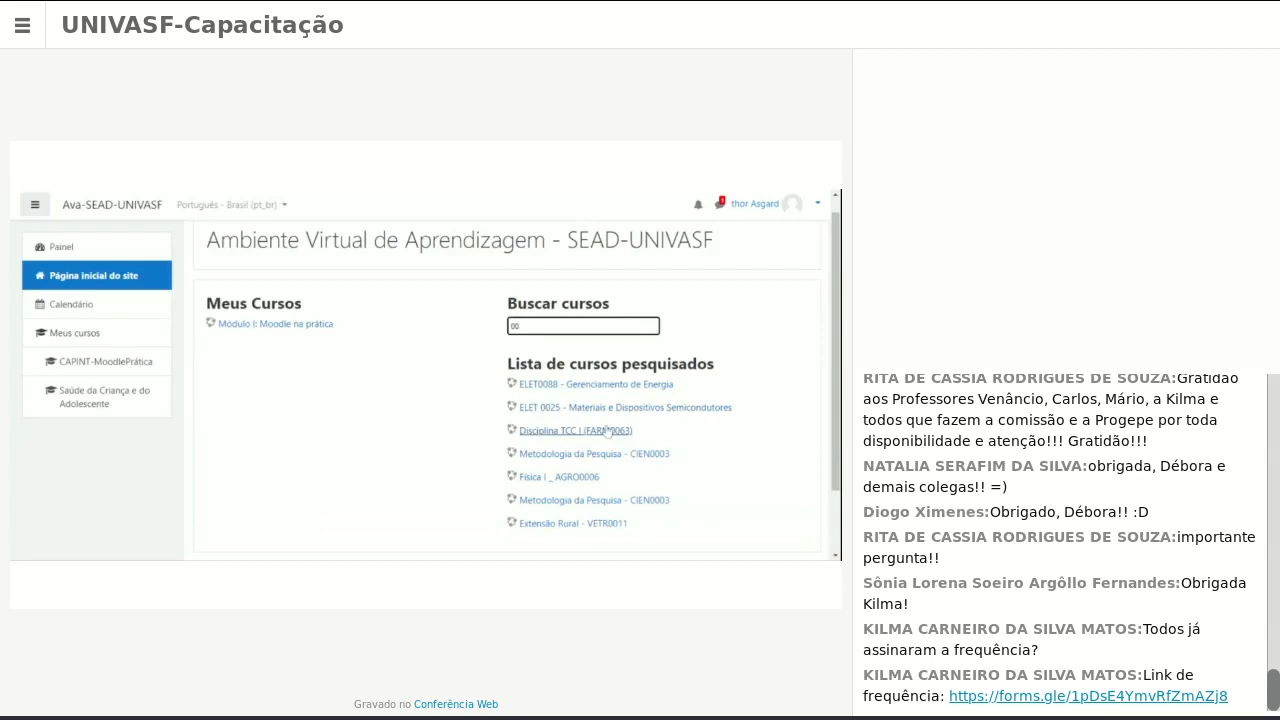 UNIVASF-Capacitação
Ava-SEAD-UNIVASF Português - Brasil (pt_br) thor Asgard
Painel
Página inicial do site
Calendário
Meus cursos
CAPINT-MoodlePrática
Saúde da Criança e do
Adolescente
Ambiente Virtual de Aprendizagem - SEAD-UNIVASF
Meus Cursos
Módulo I: Moodle na prática
Buscar cursos
00
Lista de cursos pesquisados
ELET0088 - Gerenciamento de Energia
ELET 0025 - Materiais e Dispositivos Semicondutores
Disciplina TCC I (FARM0063)
Metodologia da Pesquisa - CIEN0003
Física I _ AGRO0006
Metodologia da Pesquisa - CIEN0003
Extensão Rural - VETR0011
RITA DE CASSIA RODRIGUES DE SOUZA:Gratidão
aos Professores Venâncio, Carlos, Mário, a Kilma e
todos que fazem a comissão e a Progepe por toda
disponibilidade e atenção!!! Gratidão!!!
NATALIA SERAFIM DA SILVA:obrigada, Débora e
demais colegas!! =)
Diogo Ximenes:Obrigado, Débora!! :D
RITA DE CASSIA RODRIGUES DE SOUZA:importante
pergunta!!
Sônia Lorena Soeiro Argôllo Fernandes:Obrigada
Kilma!
KILMA CARNEIRO DA SILVA MATOS:Todos já
assinaram a frequência?
KILMA CARNEIRO DA SILVA MATOS:Link de
frequência: https://forms.gle/1pDsE4YmvRfZmAZj8
Gravado no Conferência Web